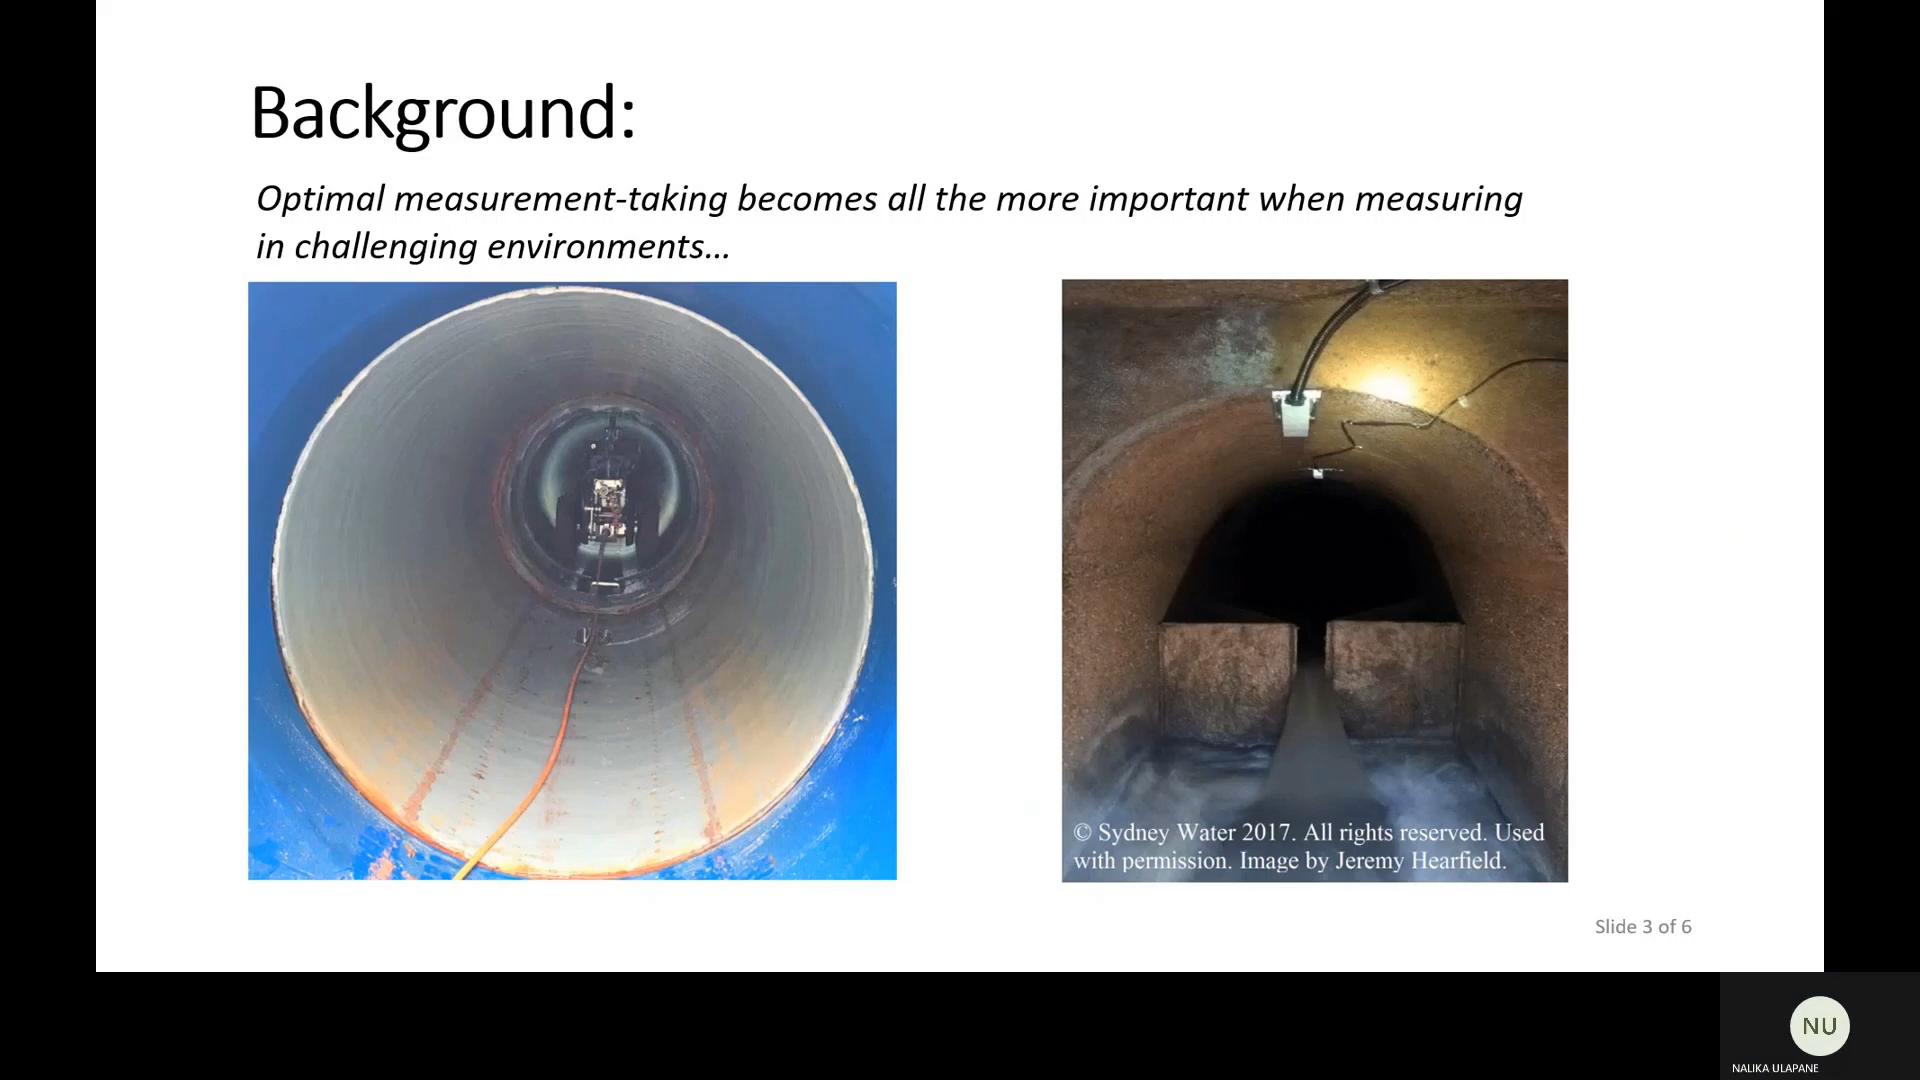 Background:
Optimal measurement-taking becomes all the more important when measuring
in challenging environments...
© Sydney Water 2017. All rights reserved. Used
with permission. Image by Jeremy Hearfield.
Slide 3 of 6
NU
NALIKA ULAPANE